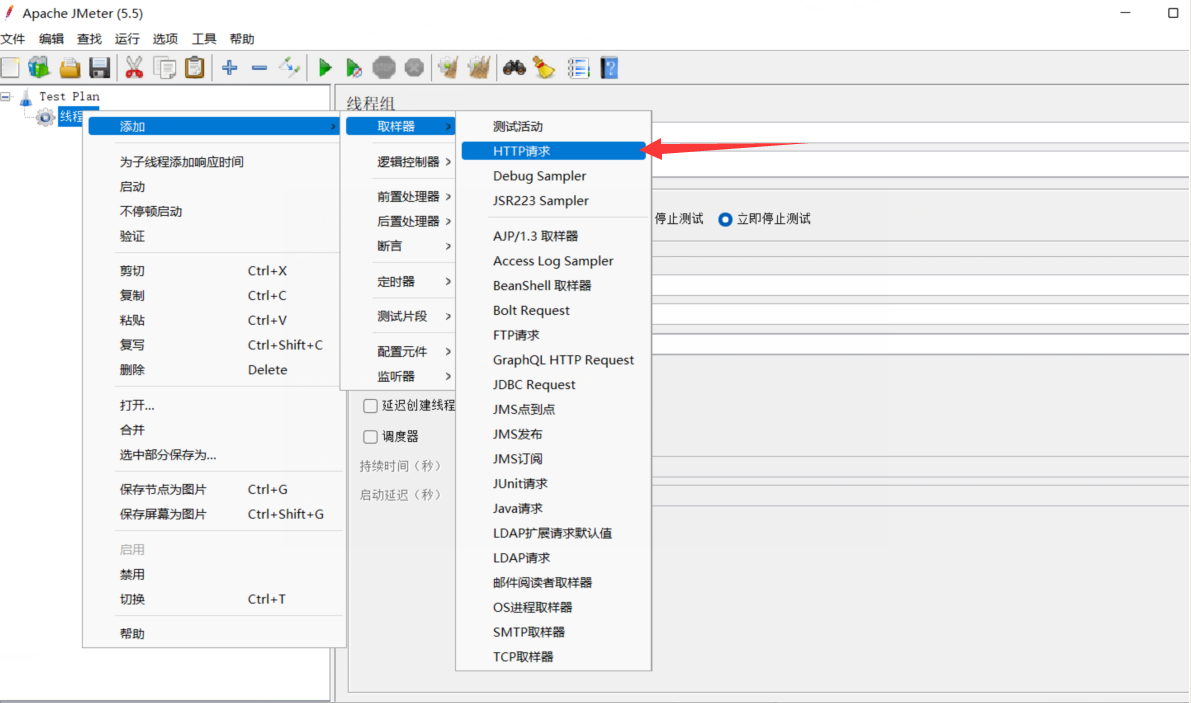 Apache JMeter (5.5)
文件 编辑 查找 运行 选项 工具 帮助
Test Plan
线程
线程组
添加
为子线程添加响应时间
启动
不停顿启动
验证
剪切 Ctrl+X
复制 Ctrl+C
粘贴 Ctrl+V
复写 Ctrl+Shift+C
删除 Delete
打开...
合并
选中部分保存为...
保存节点为图片 Ctrl+G
保存屏幕为图片 Ctrl+Shift+G
启用
禁用
切换 Ctrl+T
帮助
取样器
逻辑控制器
前置处理器
后置处理器
断言
定时器
测试片段
配置元件
监听器
测试活动
HTTP请求
Debug Sampler
JSR223 Sampler
AJP/1.3 取样器
Access Log Sampler
BeanShell 取样器
Bolt Request
FTP请求
GraphQL HTTP Request
JDBC Request
JMS点到点
JMS发布
JMS订阅
JUnit请求
Java请求
LDAP扩展请求默认值
LDAP请求
邮件阅读者取样器
OS进程取样器
SMTP取样器
TCP取样器
停止测试 立即停止测试
延迟创建线程
调度器
持续时间（秒）
启动延迟（秒）